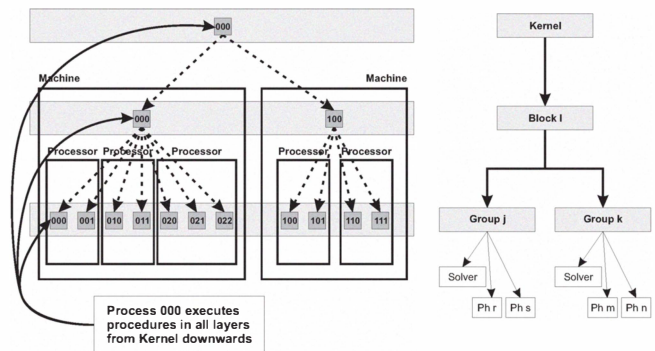 000
Kernel
Machine
Machine
000
100
Block I
Processor
Processor
Processor
Processor
Processor
000
001
010
011
020
021
022
100
101
110
111
Group j
Group k
Solver
Solver
Ph r
Ph s
Ph m
Ph n
Process 000 executes
procedures in all layers
from Kernel downwards